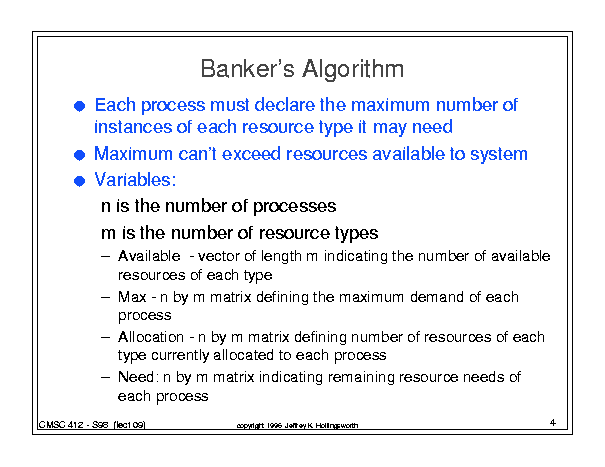 Banker's Algorithm
● Each process must declare the maximum number of
instances of each resource type it may need
● Maximum can't exceed resources available to system
● Variables:
n is the number of processes
m is the number of resource types
– Available - vector of length m indicating the number of available
resources of each type
– Max - n by m matrix defining the maximum demand of each
process
– Allocation - n by m matrix defining number of resources of each
type currently allocated to each process
– Need: n by m matrix indicating remaining resource needs of
each process
CMSC 412 - S96 (lect 09)
copyright 1996 Jeffrey K. Hollingsworth
4